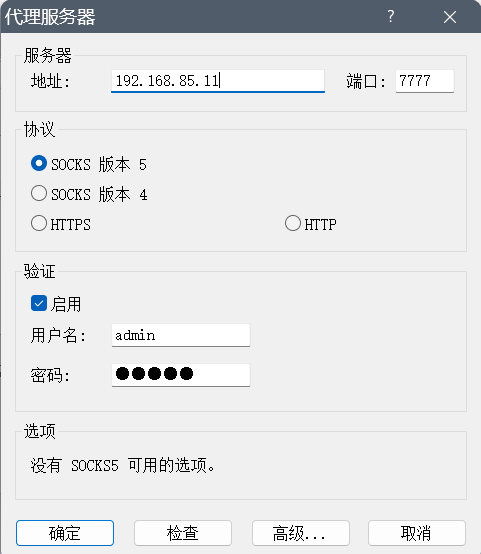 代理服务器
服务器
地址: 192.168.85.11 端口: 7777
协议
SOCKS 版本 5
SOCKS 版本 4
HTTPS HTTP
验证
启用
用户名: admin
密码: ●●●●●
选项
没有 SOCKS5 可用的选项。
确定 检查 高级... 取消